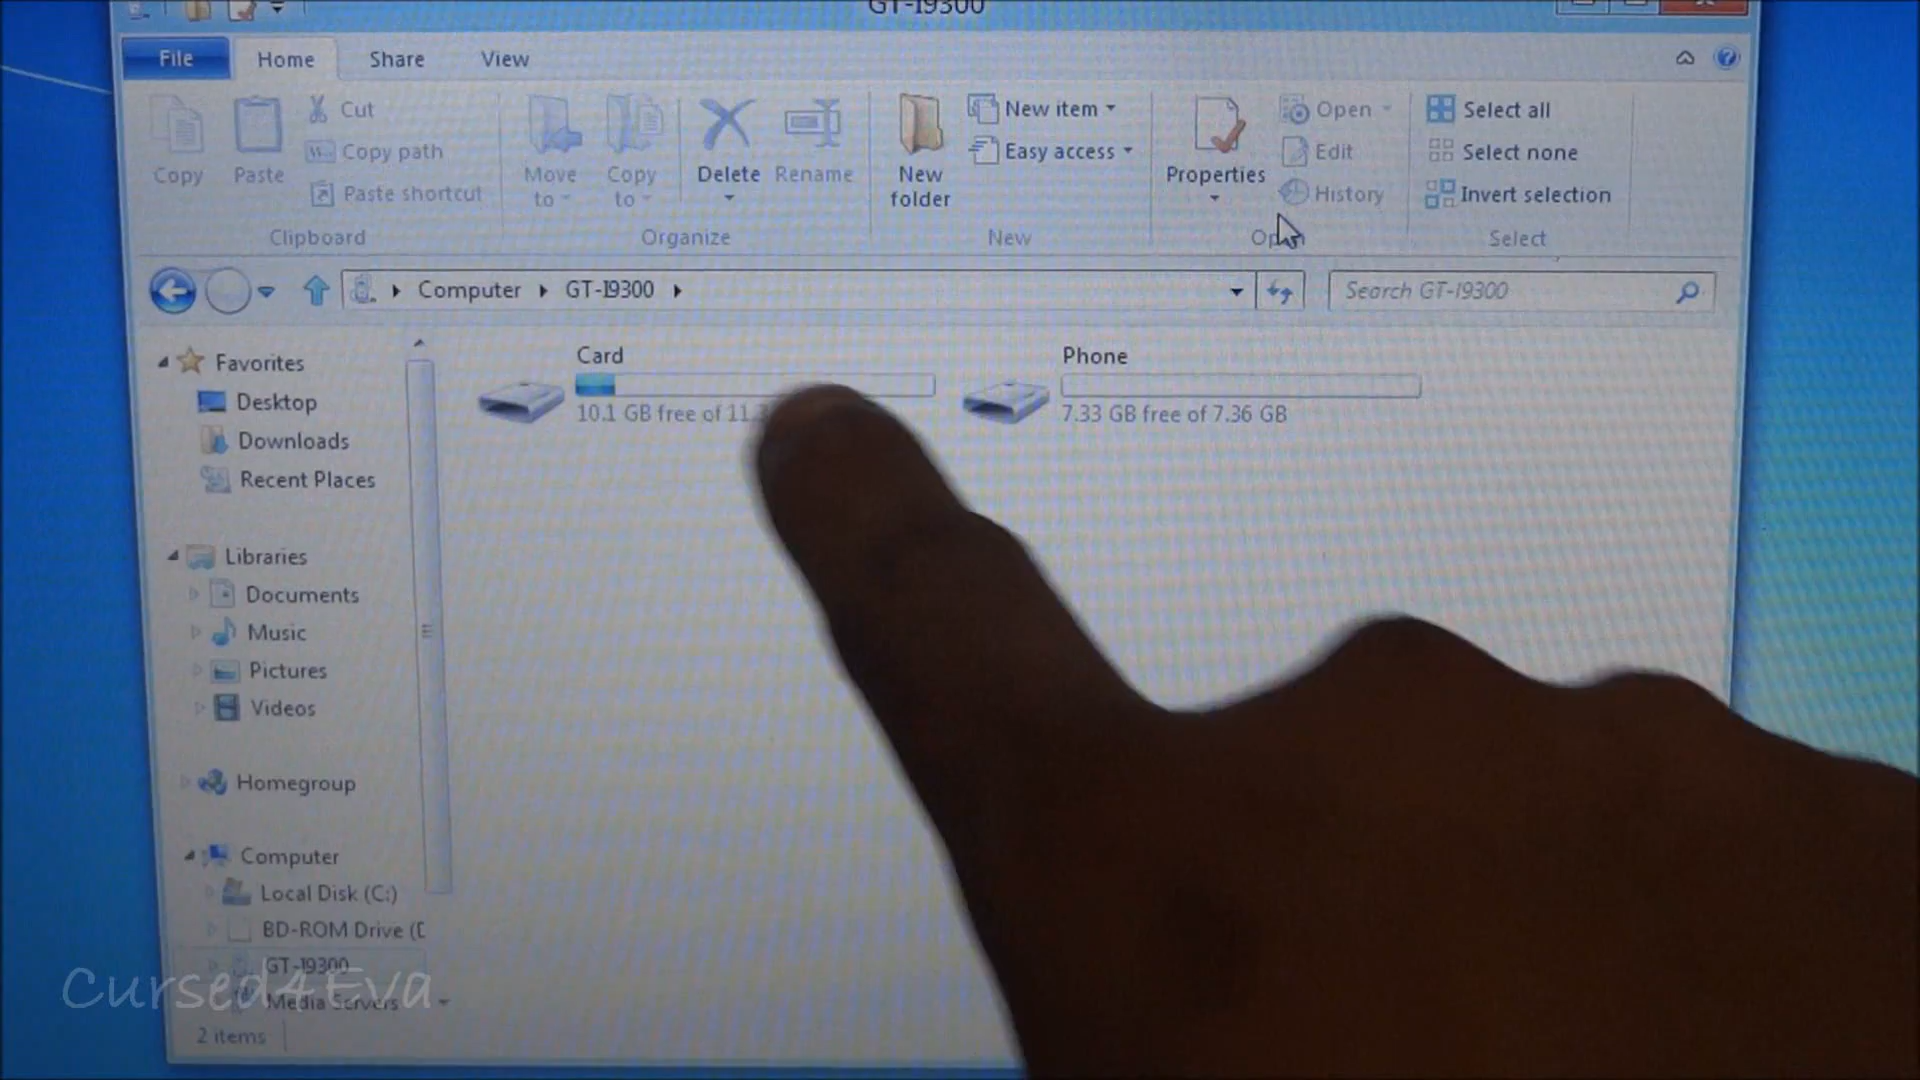 GT-I9300
File Home Share View
Copy
Paste
Cut
Copy path
Paste shortcut
Clipboard
Move to
Copy to
Delete
Rename
Organize
New folder
New item
Easy access
New
Properties
Open
Edit
History
Open
Select all
Select none
Invert selection
Select
Computer GT-I9300
Search GT-I9300
Favorites
Desktop
Downloads
Recent Places
Libraries
Documents
Music
Pictures
Videos
Homegroup
Computer
Local Disk (C:)
BD-ROM Drive (D
GT-I9300
Media Servers
2 items
Card
10.1 GB free of
Phone
7.33 GB free of 7.36 GB
Cursed4Eva